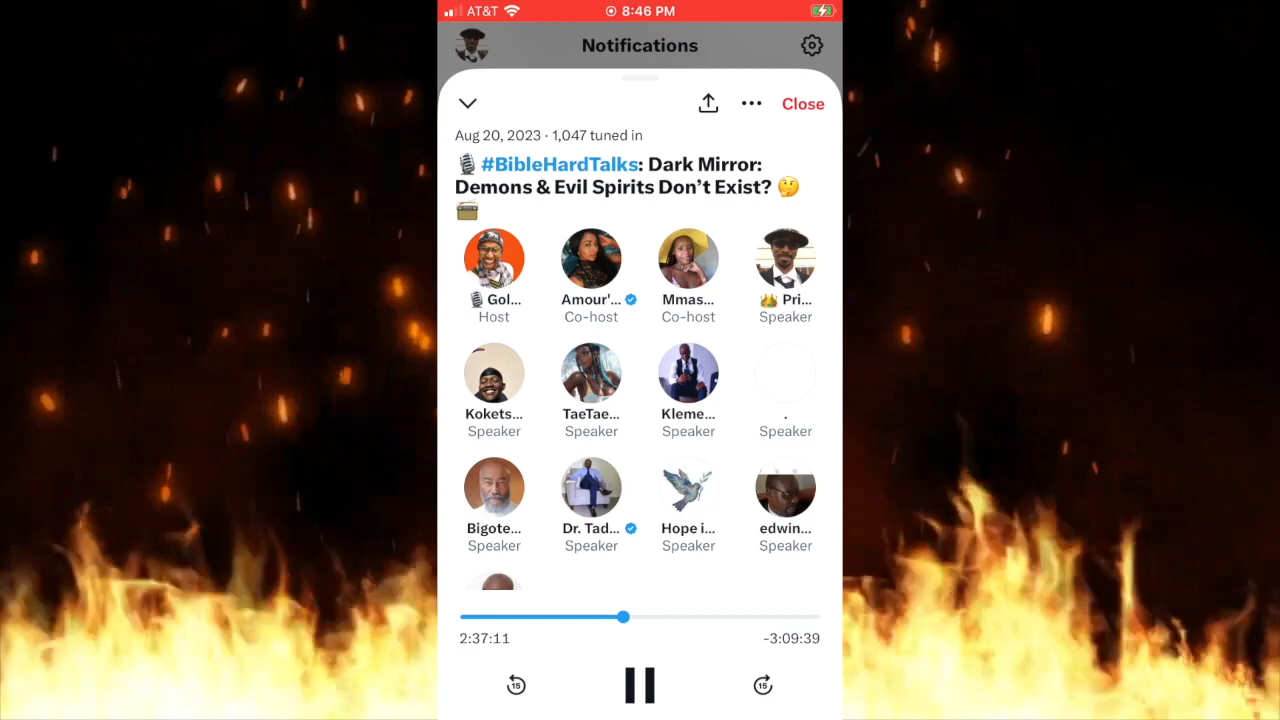 AT&T 8:46 PM
Notifications
Close
Aug 20, 2023 · 1,047 tuned in
🎙 #BibleHardTalks: Dark Mirror:
Demons & Evil Spirits Don’t Exist? 🤔
📻
🎙 Gol... Amour'... Mmas... 👑 Pri...
Host Co-host Co-host Speaker
Kokets... TaeTae... Kleme... .
Speaker Speaker Speaker Speaker
Bigote... Dr. Tad... Hope i... edwin...
Speaker Speaker Speaker Speaker
2:37:11 -3:09:39
15 15